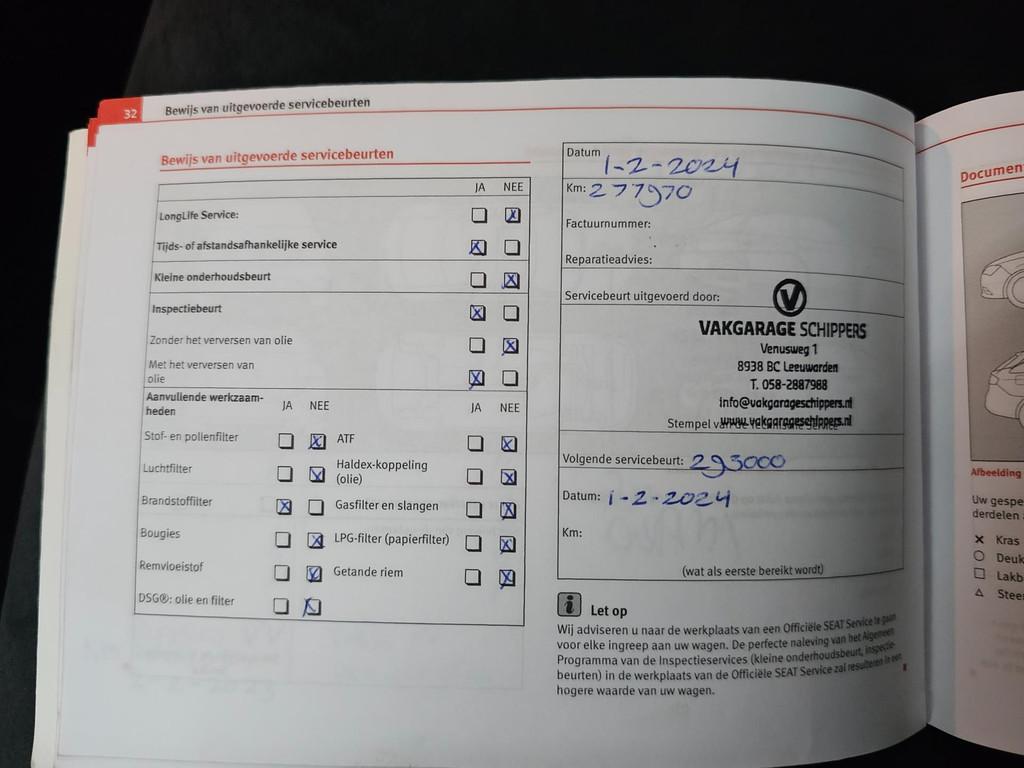 32 Bewijs van uitgevoerde servicebeurten
Bewijs van uitgevoerde servicebeurten
JA NEE
LongLife Service:
Tijds- of afstandsafhankelijke service
Kleine onderhoudsbeurt
Inspectiebeurt
Zonder het verversen van olie
Met het verversen van
olie
Aanvullende werkzaam-
heden
JA NEE
JA NEE
Stof- en pollenfilter
ATF
Luchtfilter
Haldex-koppeling
(olie)
Brandstoffilter
Gasfilter en slangen
Bougies
LPG-filter (papierfilter)
Remvloeistof
Getande riem
DSG®: olie en filter
Datum 1-2-2024
Km: 277970
Factuurnummer:
Reparatieadvies:
Servicebeurt uitgevoerd door:
V
VAKGARAGE SCHIPPERS
Venusweg 1
8938 BC Leeuwarden
T. 058-2887988
info@vakgarageschippers.nl
www.vakgarageschippers.nl
Stempel van de Technische Service
Volgende servicebeurt: 293000
Datum: 1-2-2024
Km:
(wat als eerste bereikt wordt)
i Let op
Wij adviseren u naar de werkplaats van een Officiële SEAT Service te gaan
voor elke ingreep aan uw wagen. De perfecte naleving van het Algemeen
Programma van de Inspectieservices (kleine onderhoudsbeurt, inspectie-
beurten) in de werkplaats van de Officiële SEAT Service zal resulteren in een
hogere waarde van uw wagen.
Documen
Afbeelding
Uw gespe
derdelen
Kras
Deuk
Lakb
Stee